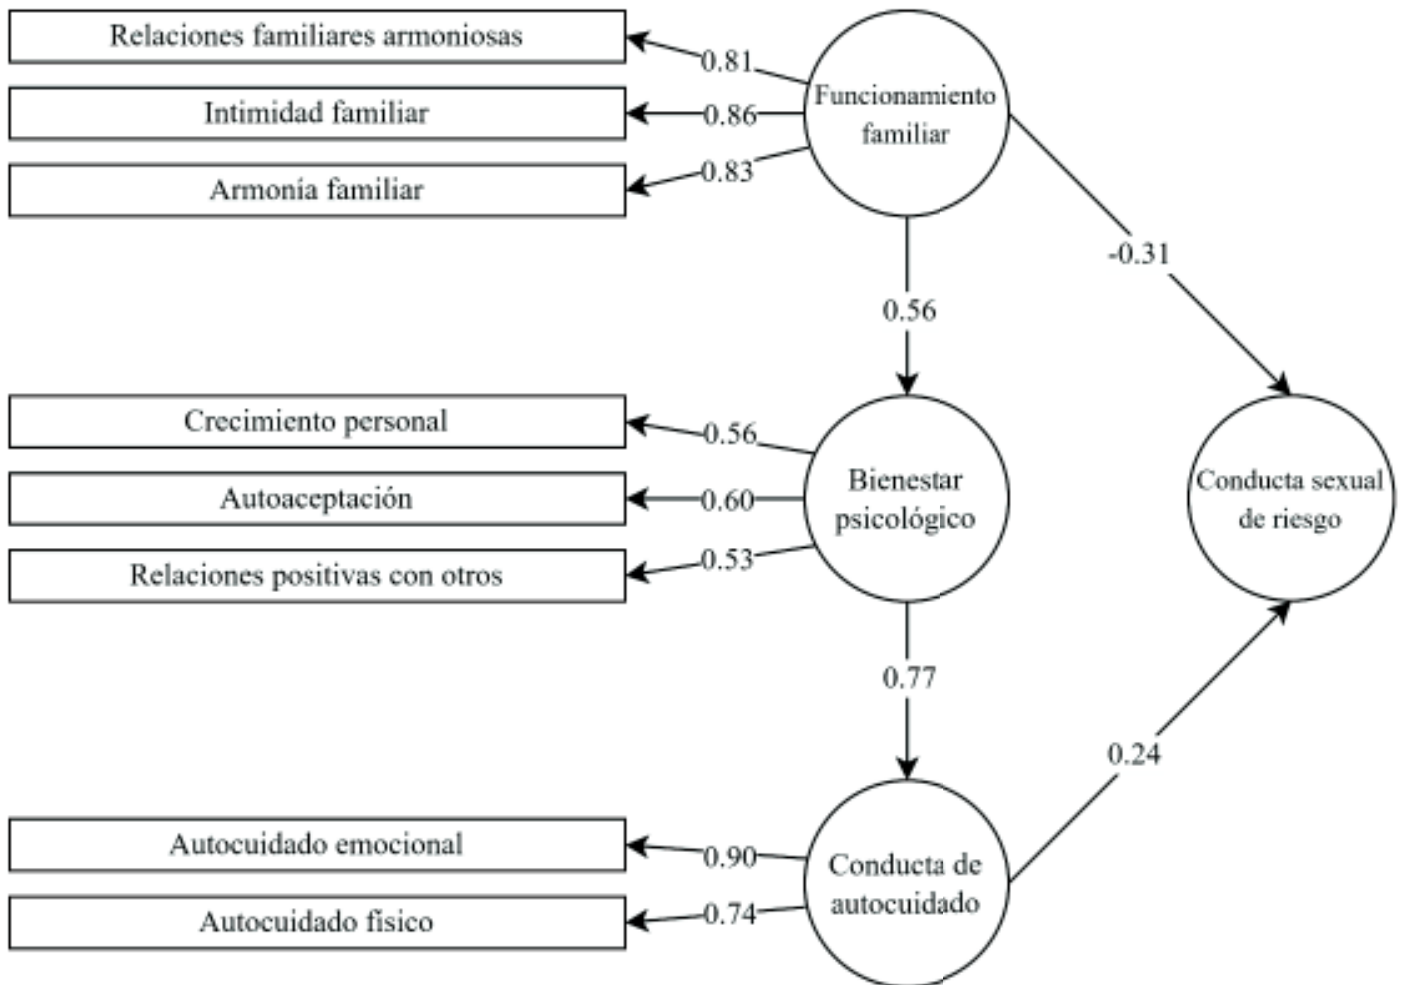 Relaciones familiares armoniosas
0.81
Intimidad familiar
0.86
Armonía familiar
0.83
Funcionamiento
familiar
-0.31
0.56
Crecimiento personal
0.56
Autoaceptación
0.60
Relaciones positivas con otros
0.53
Bienestar
psicológico
Conducta sexual
de riesgo
0.77
0.24
Autocuidado emocional
0.90
Autocuidado físico
0.74
Conducta de
autocuidado